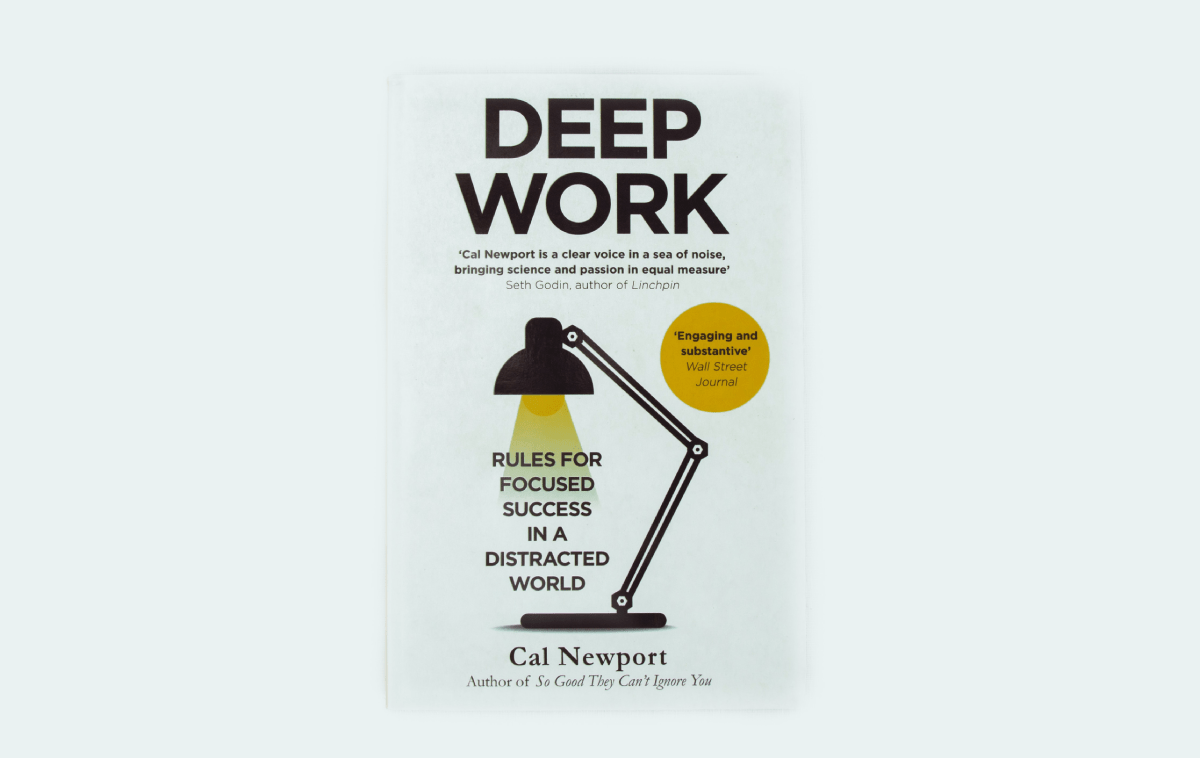 DEEP
WORK
‘Cal Newport is a clear voice in a sea of noise,
bringing science and passion in equal measure’
Seth Godin, author of Linchpin
‘Engaging and
substantive’
Wall Street
Journal
RULES FOR
FOCUSED
SUCCESS
IN A
DISTRACTED
WORLD
Cal Newport
Author of So Good They Can’t Ignore You